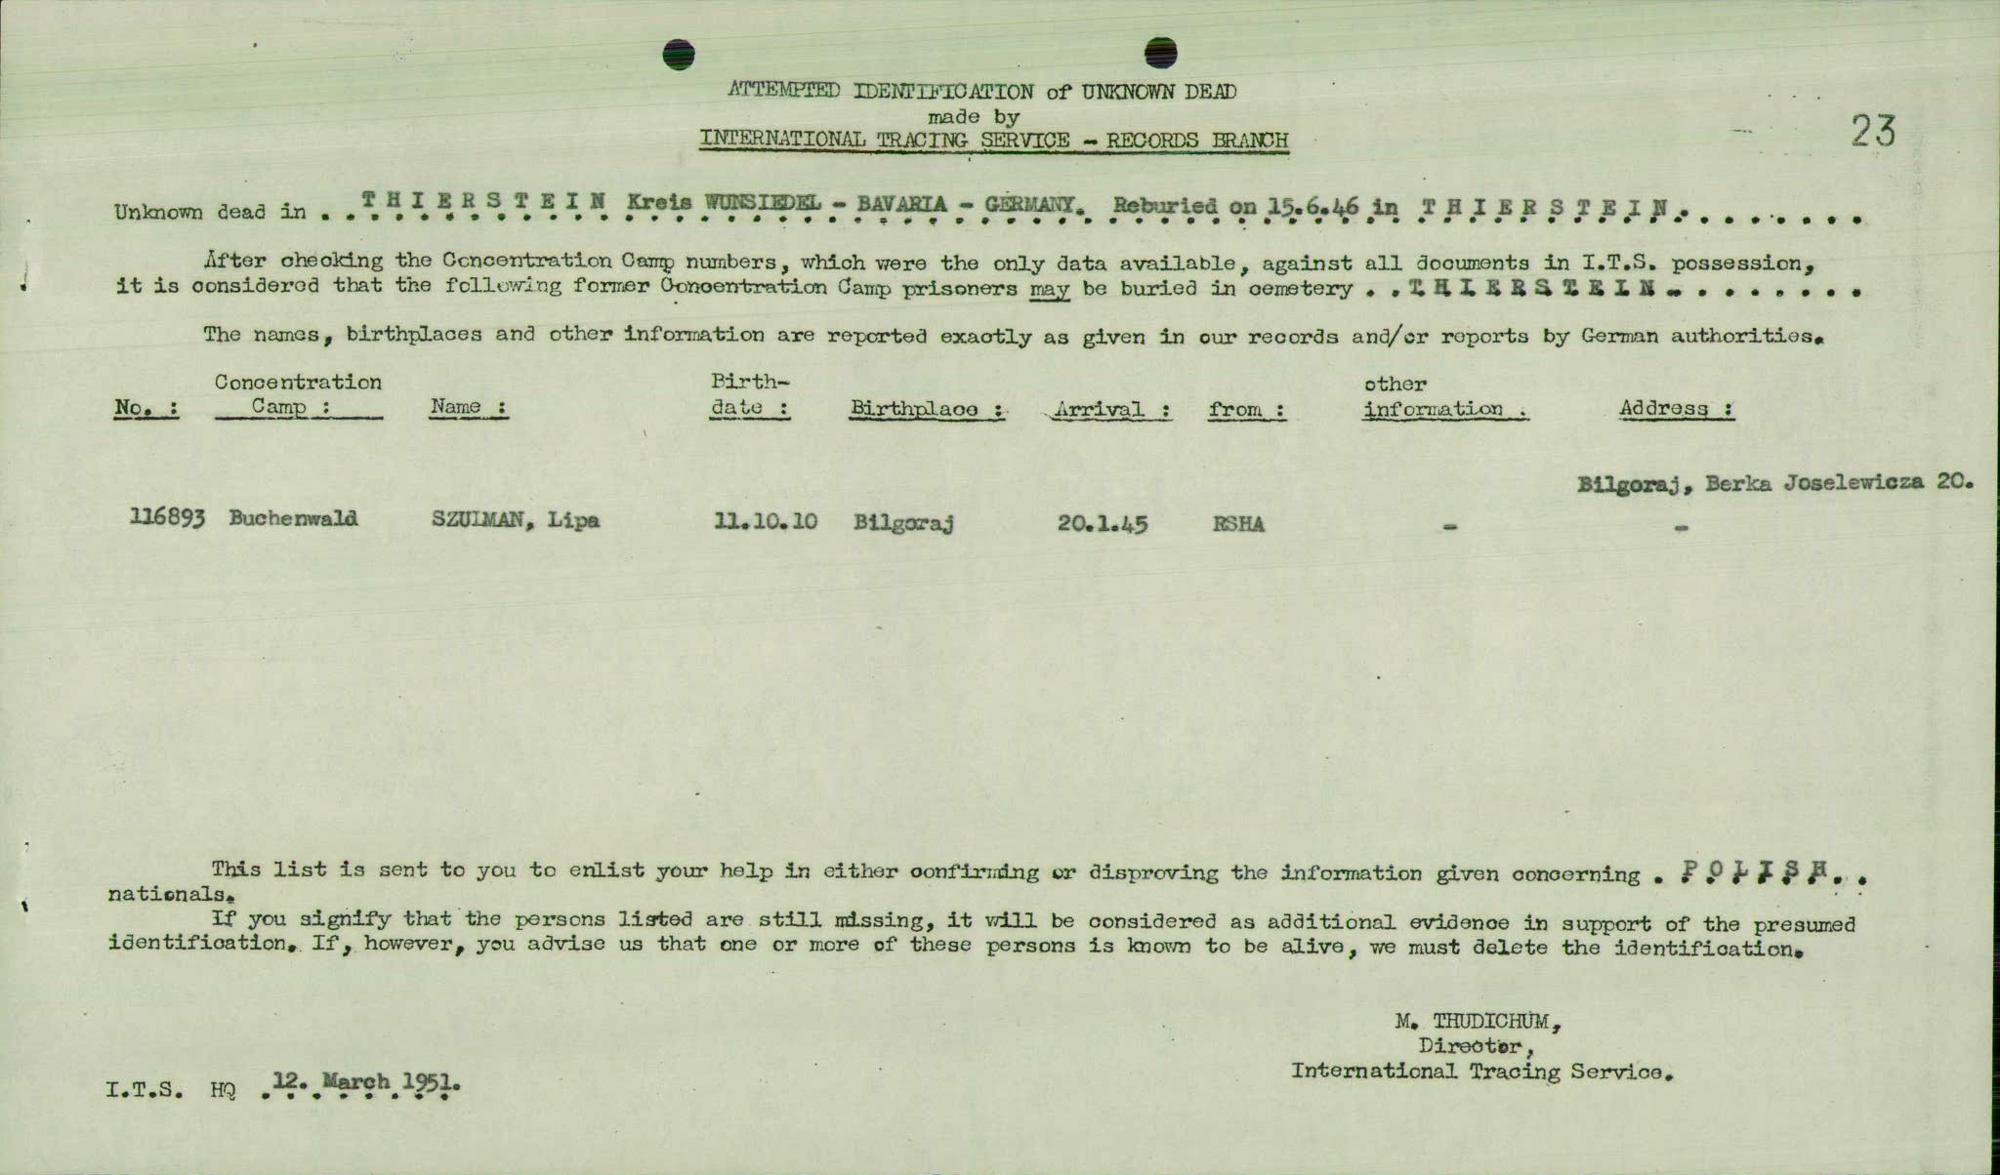 ATTEMPTED IDENTIFICATION of UNKNOWN DEAD
made by
INTERNATIONAL TRACING SERVICE - RECORDS BRANCH
23
Unknown dead in . . T H I E R S T E I N Kreis WUNSIEDEL - BAVARIA - GERMANY. Reburied on 15.6.46 in T H I E R S T E I N. . . . . . . .
After checking the Concentration Camp numbers, which were the only data available, against all documents in I.T.S. possession,
it is considered that the following former Concentration Camp prisoners may be buried in cemetery . . T H I E R S T E I N . . . . . . . .
The names, birthplaces and other information are reported exactly as given in our records and/or reports by German authorities.
Concentration Birth- other
No. : Camp : Name : date : Birthplace : Arrival : from : information : Address :
Bilgoraj, Berka Joselewicza 20.
116893 Buchenwald SZULMAN, Lipa 11.10.10 Bilgoraj 20.1.45 RSHA - -
This list is sent to you to enlist your help in either confirming or disproving the information given concerning . P O L I S H . .
nationals.
If you signify that the persons listed are still missing, it will be considered as additional evidence in support of the presumed
identification. If, however, you advise us that one or more of these persons is known to be alive, we must delete the identification.
M. THUDICHUM,
Director,
International Tracing Service.
I.T.S. HQ 12. March 1951.